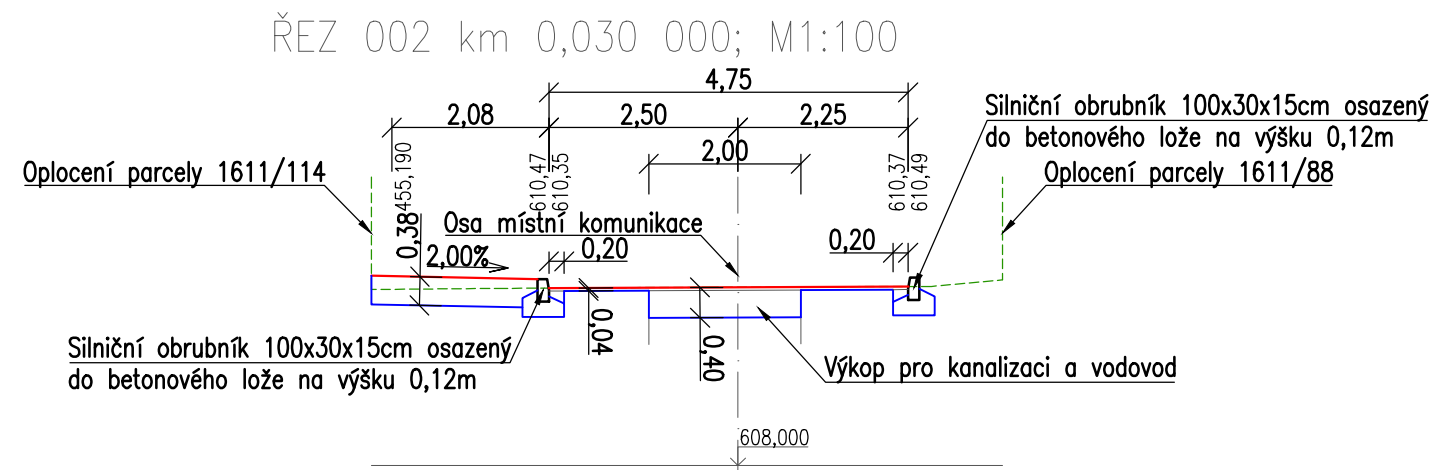 ŘEZ 002 km 0,030 000; M1:100
4,75
2,08
2,50
2,25
2,00
Silniční obrubník 100x30x15cm osazený
do betonového lože na výšku 0,12m
Oplocení parcely 1611/114
Oplocení parcely 1611/88
455,190
610,47
610,35
610,37
610,49
0,38
2,00%
Osa místní komunikace
0,20
0,20
0,04
0,40
Silniční obrubník 100x30x15cm osazený
do betonového lože na výšku 0,12m
Výkop pro kanalizaci a vodovod
608,000